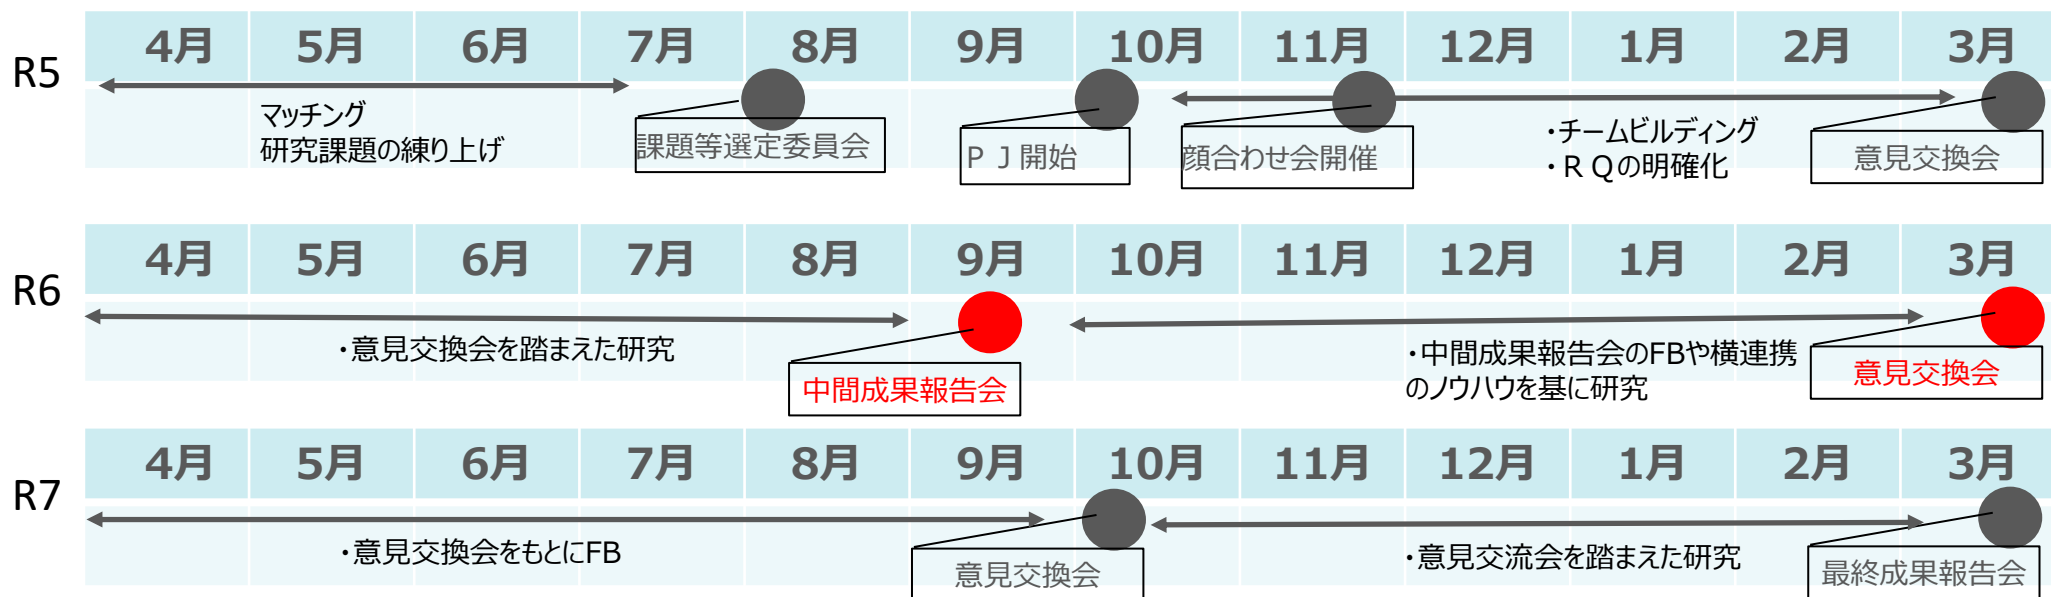 R5
4月 5月 6月 7月 8月 9月 10月 11月 12月 1月 2月 3月
マッチング
研究課題の練り上げ
課題等選定委員会
ＰＪ開始
顔合わせ会開催
・チームビルディング
・ＲＱの明確化
意見交換会
R6
4月 5月 6月 7月 8月 9月 10月 11月 12月 1月 2月 3月
・意見交換会を踏まえた研究
中間成果報告会
・中間成果報告会のFBや横連携
のノウハウを基に研究
意見交換会
R7
4月 5月 6月 7月 8月 9月 10月 11月 12月 1月 2月 3月
・意見交換会をもとにFB
意見交換会
・意見交流会を踏まえた研究
最終成果報告会